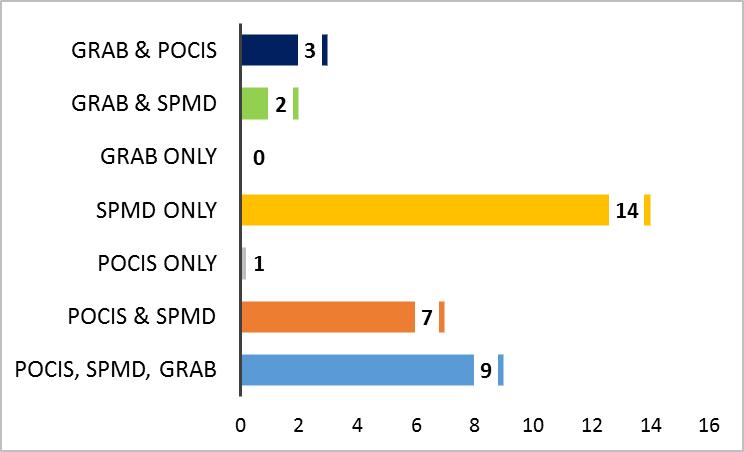 GRAB & POCIS 3
GRAB & SPMD 2
GRAB ONLY 0
SPMD ONLY 14
POCIS ONLY 1
POCIS & SPMD 7
POCIS, SPMD, GRAB 9
0 2 4 6 8 10 12 14 16